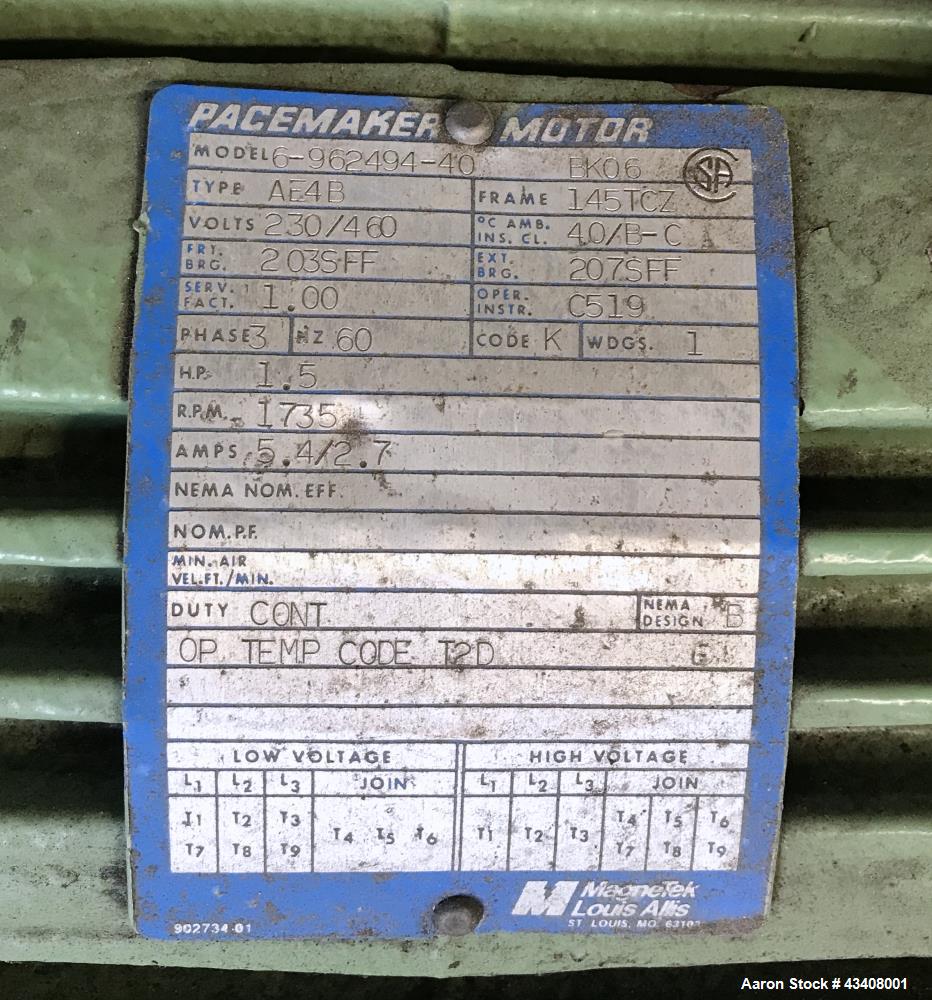 PACEMAKER MOTOR
MODEL 6-962494-40 BK06 SA
TYPE AE4B FRAME 145TCZ
VOLTS 230/460 °C AMB. INS. CL. 40/B-C
FRT. BRG. 203SFF EXT. BRG. 207SFF
SERV. FACT. 1.00 OPER. INSTR. C519
PHASE 3 HZ 60 CODE K WDGS. 1
H.P. 1.5
R.P.M. 1735
AMPS 5.4/2.7
NEMA NOM. EFF.
NOM. P.F.
MIN. AIR VEL. FT./MIN.
DUTY CONT NEMA DESIGN B
OP TEMP CODE T2D
LOW VOLTAGE HIGH VOLTAGE
L1 L2 L3 JOIN L1 L2 L3 JOIN
T1 T2 T3 T4 T5 T6 T1 T2 T3 T4 T5 T6
T7 T8 T9 T7 T8 T9
MagneTek
Louis Allis
ST. LOUIS, MO.
902734-01
Aaron Stock # 43408001